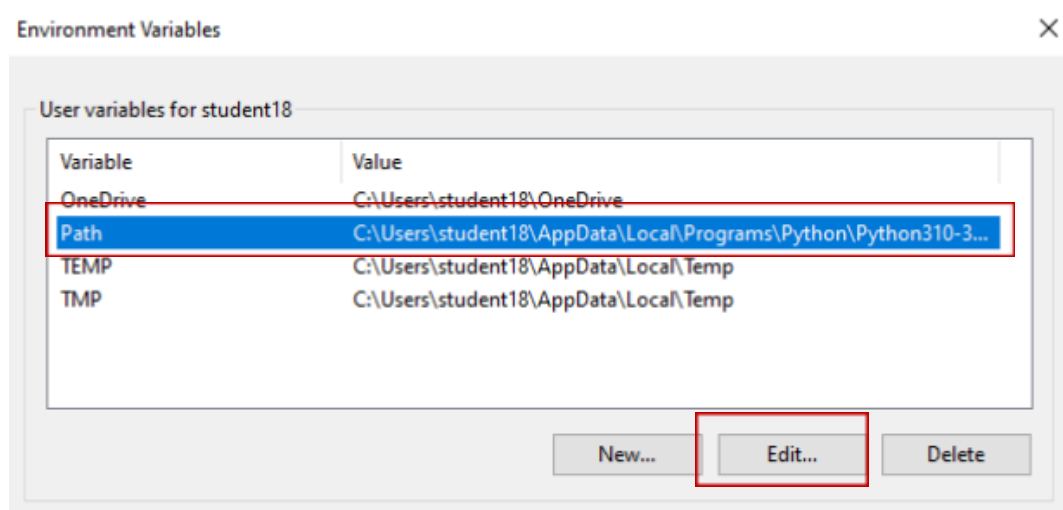 Environment Variables
User variables for student18
Variable Value
OneDrive C:\Users\student18\OneDrive
Path C:\Users\student18\AppData\Local\Programs\Python\Python310-3...
TEMP C:\Users\student18\AppData\Local\Temp
TMP C:\Users\student18\AppData\Local\Temp
New... Edit... Delete